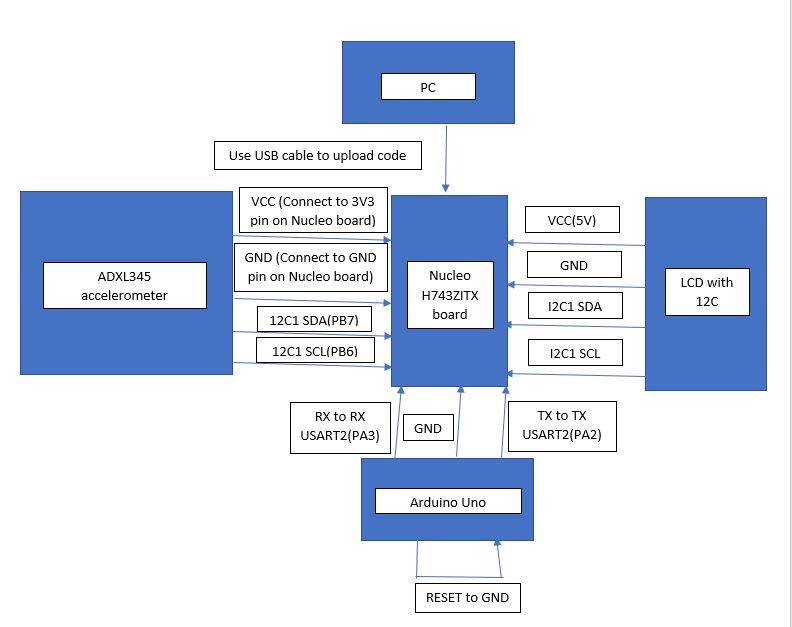 PC
Use USB cable to upload code
VCC (Connect to 3V3
pin on Nucleo board)
GND (Connect to GND
pin on Nucleo board)
12C1 SDA(PB7)
12C1 SCL(PB6)
ADXL345
accelerometer
Nucleo
H743ZITX
board
VCC(5V)
GND
I2C1 SDA
I2C1 SCL
LCD with
12C
RX to RX
USART2(PA3)
GND
TX to TX
USART2(PA2)
Arduino Uno
RESET to GND